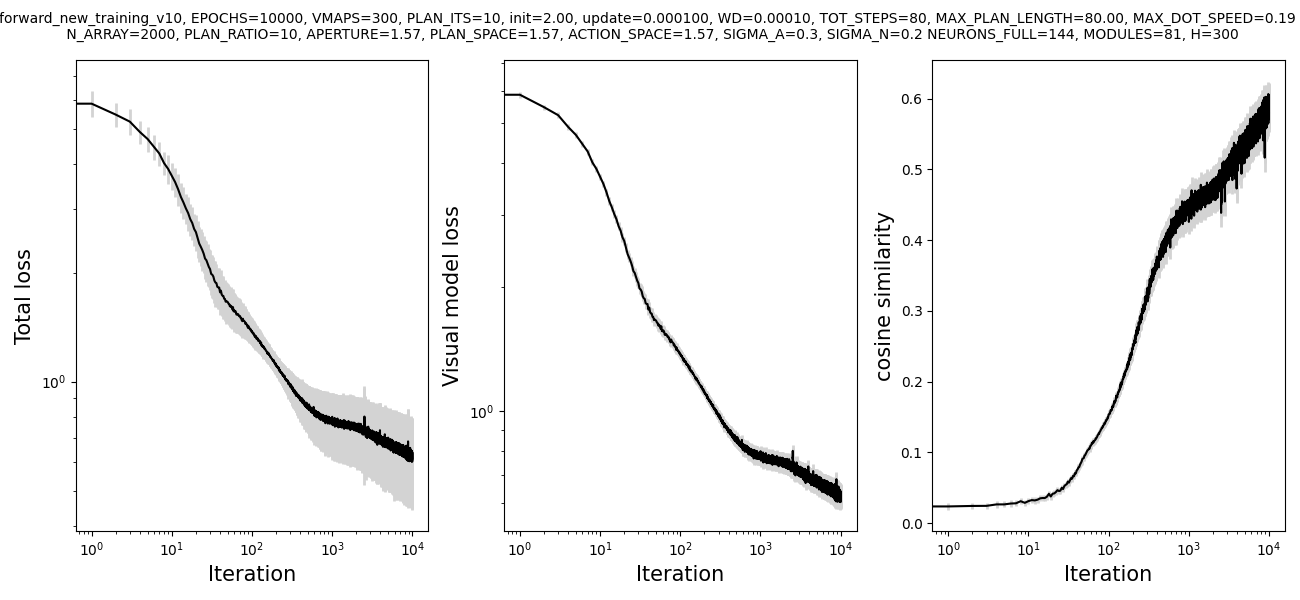 forward_new_training_v10, EPOCHS=10000, VMAPS=300, PLAN_ITS=10, init=2.00, update=0.000100, WD=0.00010, TOT_STEPS=80, MAX_PLAN_LENGTH=80.00, MAX_DOT_SPEED=0.19
N_ARRAY=2000, PLAN_RATIO=10, APERTURE=1.57, PLAN_SPACE=1.57, ACTION_SPACE=1.57, SIGMA_A=0.3, SIGMA_N=0.2 NEURONS_FULL=144, MODULES=81, H=300
Total loss
10⁰
10⁰ 10¹ 10² 10³ 10⁴
Iteration
Visual model loss
10⁰
10⁰ 10¹ 10² 10³ 10⁴
Iteration
cosine similarity
0.6
0.5
0.4
0.3
0.2
0.1
0.0
10⁰ 10¹ 10² 10³ 10⁴
Iteration